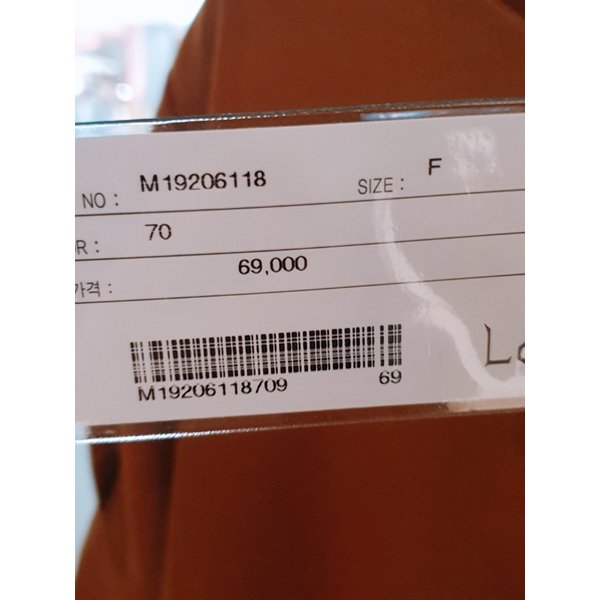 NO : M19206118 SIZE : F
R : 70
가격 : 69,000
M19206118709 69